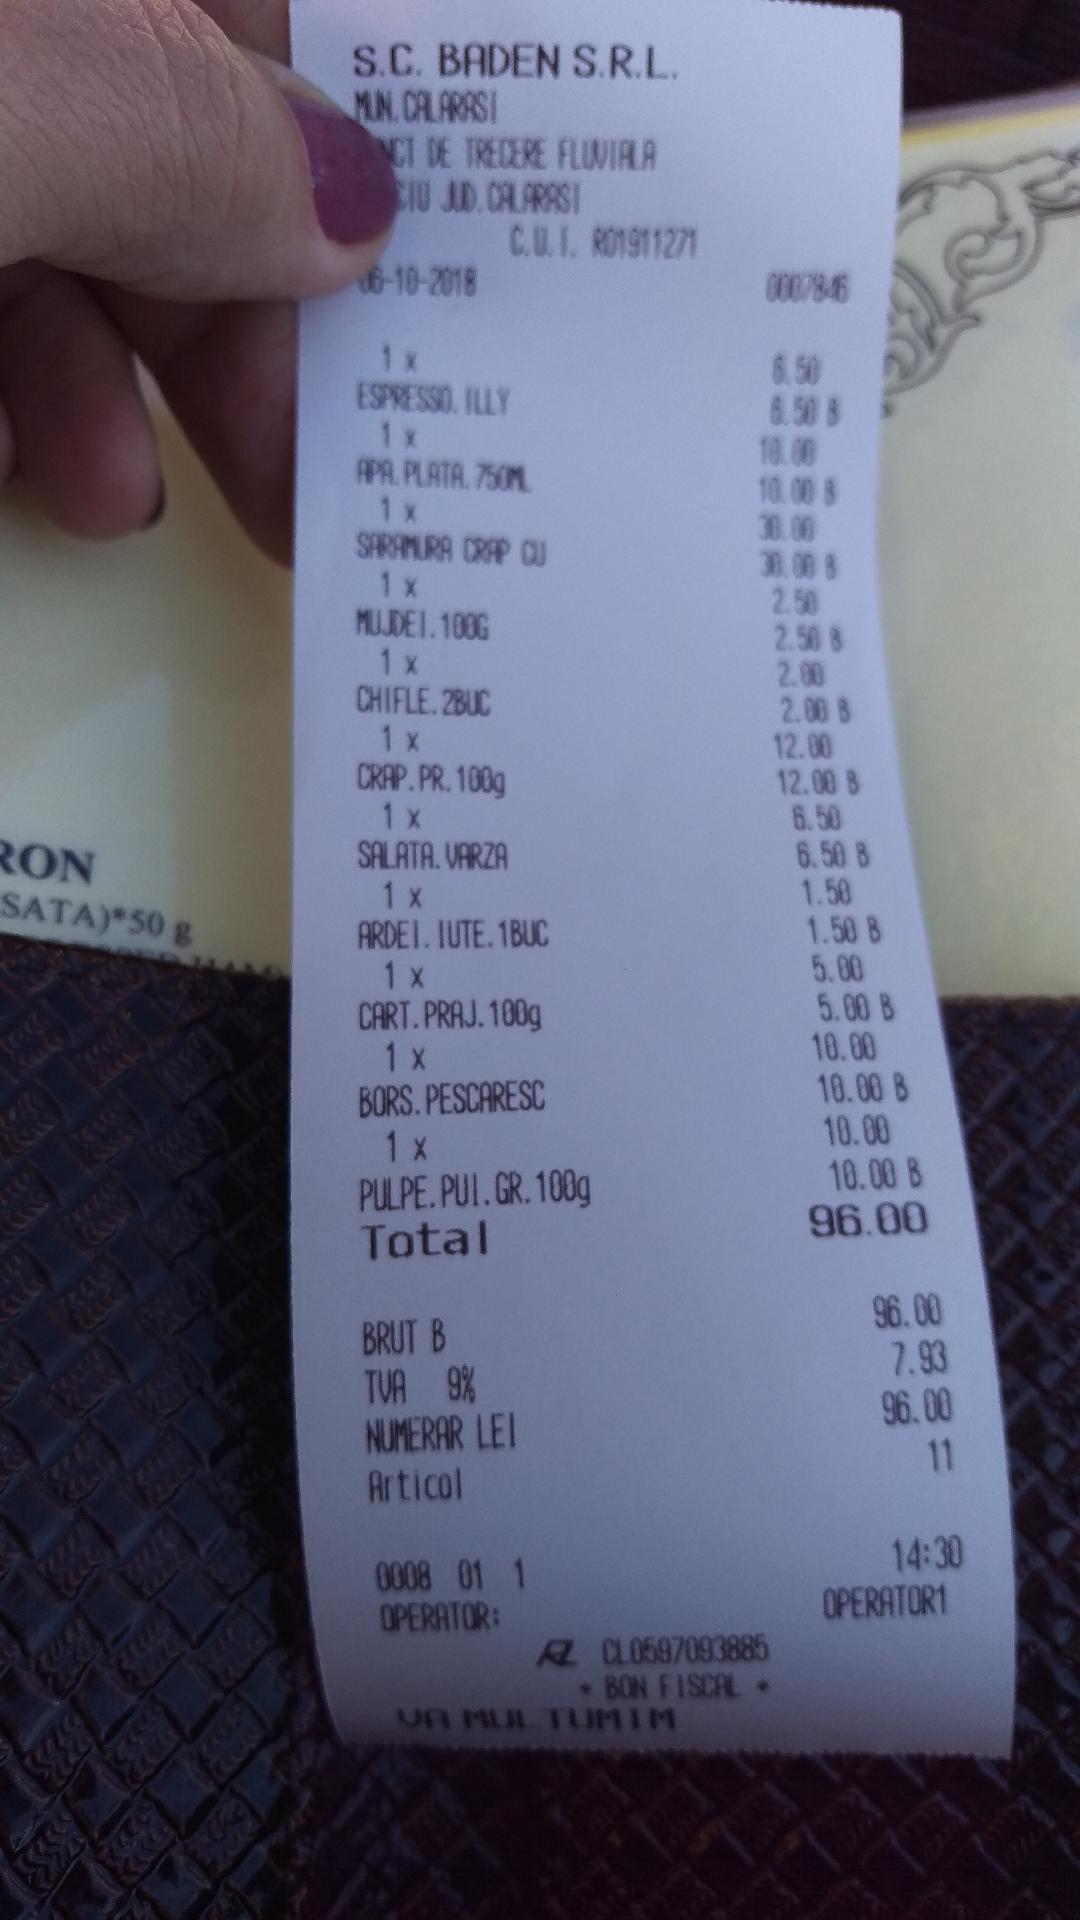 S.C. BADEN S.R.L.
MUN.CALARASI
DE TRECERE FLUVIALA
JUD.CALARASI
C.U.I. RO1911271
06-10-2018 0007846
1 x 6.50
ESPRESSO.ILLY 6.50 B
1 x 10.00
APA.PLATA.750ML 10.00 B
1 x 30.00
SARAMURA CRAP CU 30.00 B
1 x 2.50
MUJDEI.100G 2.50 B
1 x 2.00
CHIFLE.2BUC 2.00 B
1 x 12.00
CRAP.PR.100g 12.00 B
1 x 6.50
SALATA.VARZA 6.50 B
1 x 1.50
ARDEI.IUTE.1BUC 1.50 B
1 x 5.00
CART.PRAJ.100g 5.00 B
1 x 10.00
BORS.PESCARESC 10.00 B
1 x 10.00
PULPE.PUI.GR.100g 10.00 B
Total 96.00
BRUT B 96.00
TVA 9% 7.93
NUMERAR LEI 96.00
Articol 11
0008 01 1 14:30
OPERATOR: OPERATOR1
CL0597093885
* BON FISCAL *
VA MULTUMIM
RON
SATA)*50 g